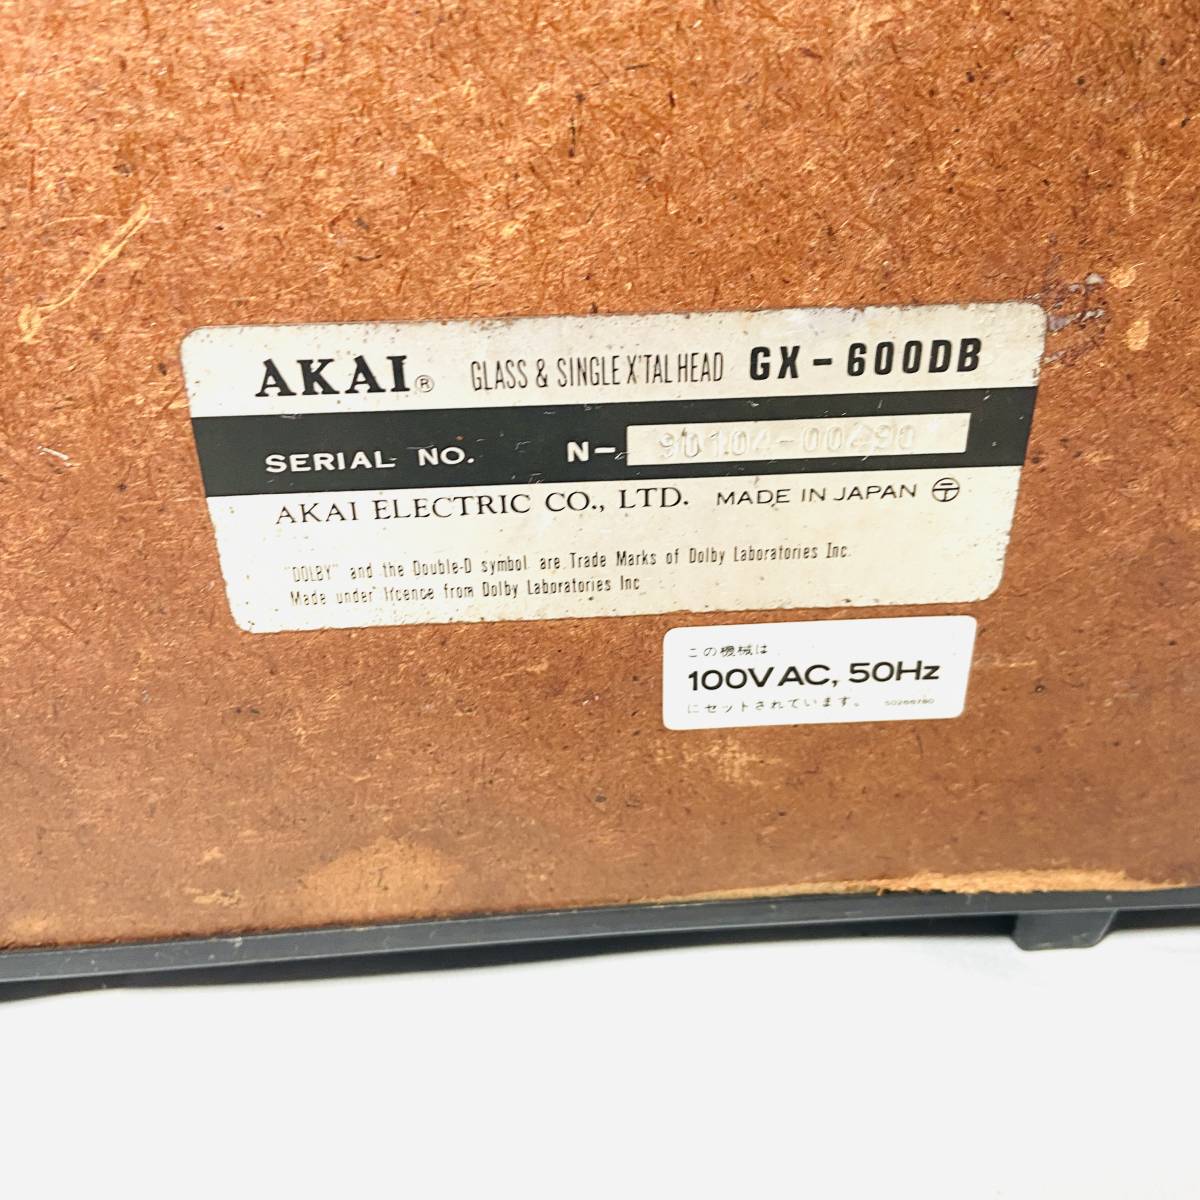 AKAI® GLASS & SINGLE X'TAL HEAD GX-600DB
SERIAL NO. N-
AKAI ELECTRIC CO., LTD. MADE IN JAPAN 〒
"DOLBY" and the Double-D symbol are Trade Marks of Dolby Laboratories Inc.
Made under licence from Dolby Laboratories Inc
この機械は
100V AC, 50Hz
にセットされています。